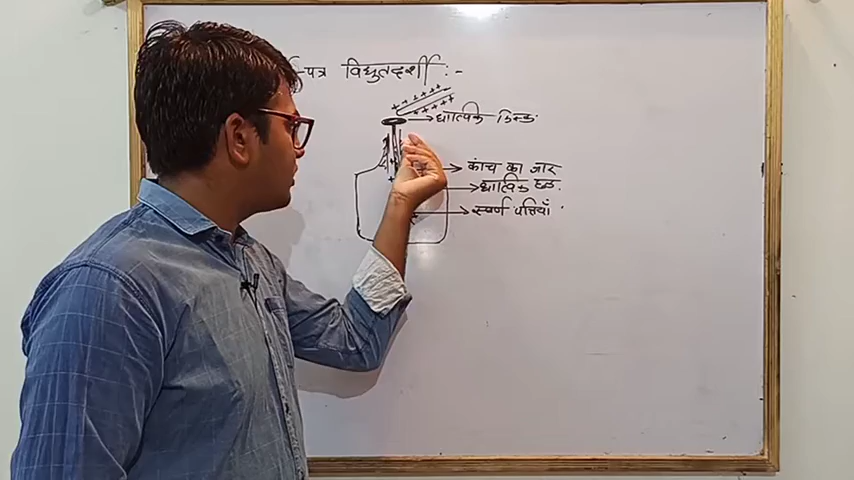 पत्र विद्युतदर्शी :-
धात्विक डिस्क
कांच का जार
धात्विक छड़.
स्वर्ण पत्तियाँ